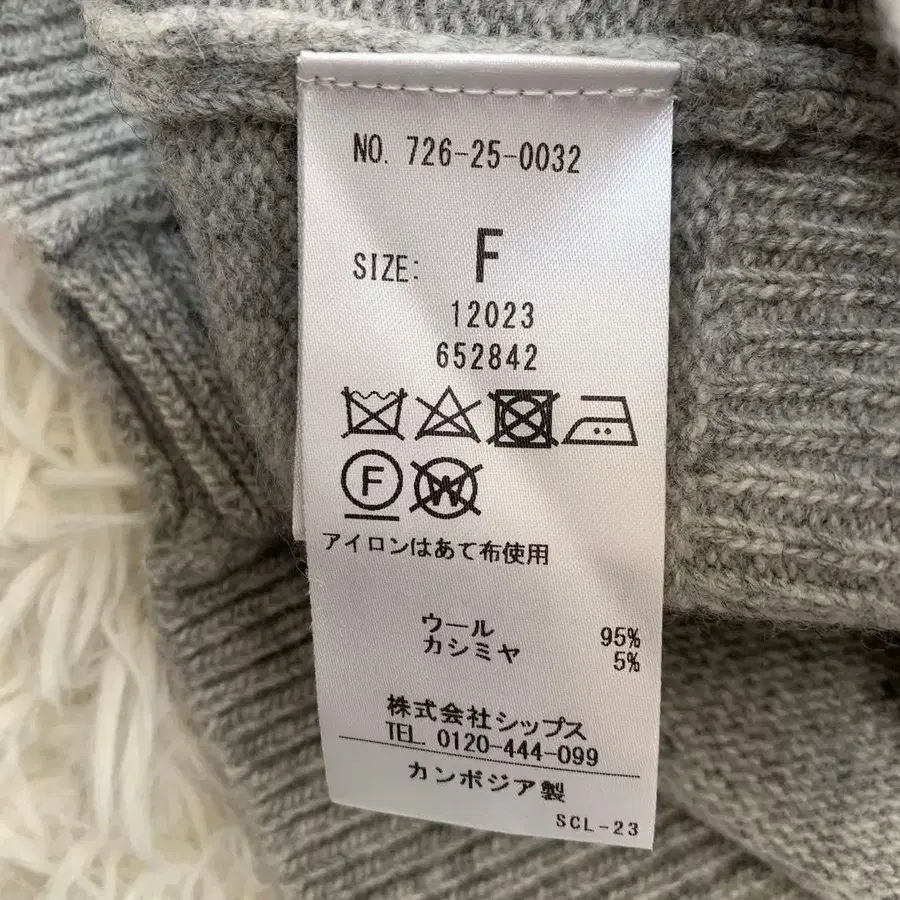 NO. 726-25-0032
SIZE: F
12023
652842
F W
アイロンはあて布使用
ウール 95%
カシミヤ 5%
株式会社シップス
TEL. 0120-444-099
カンボジア製
SCL-23